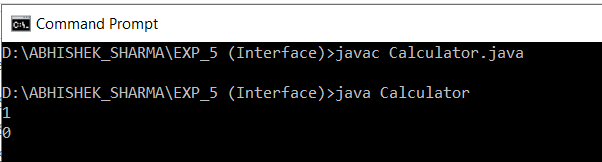 Command Prompt
D:\ABHISHEK_SHARMA\EXP_5 (Interface)>javac Calculator.java
D:\ABHISHEK_SHARMA\EXP_5 (Interface)>java Calculator
1
0